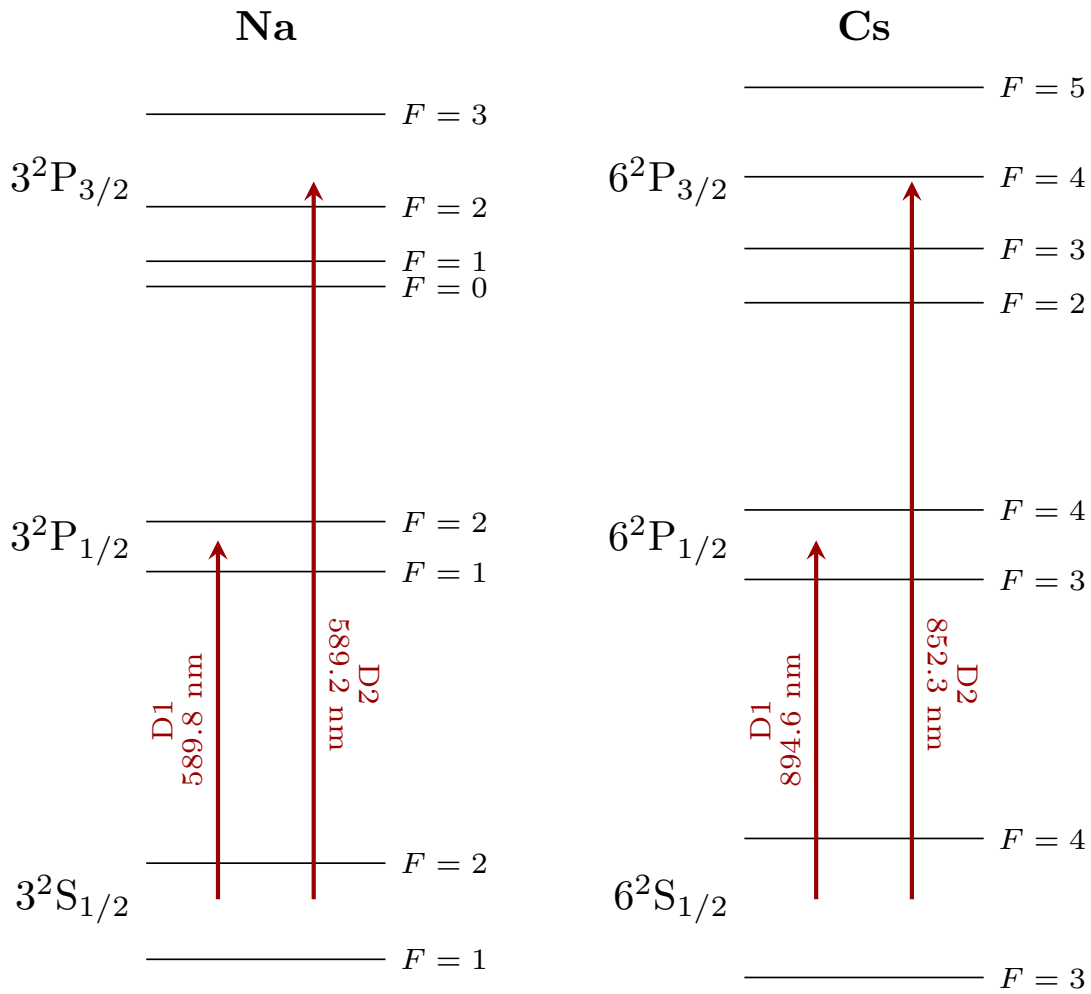 Na
F = 3
3²P₃/₂
F = 2
F = 1
F = 0
3²P₁/₂
F = 2
F = 1
D1
589.8 nm
D2
589.2 nm
3²S₁/₂
F = 2
F = 1
Cs
F = 5
6²P₃/₂
F = 4
F = 3
F = 2
6²P₁/₂
F = 4
F = 3
D1
894.6 nm
D2
852.3 nm
6²S₁/₂
F = 4
F = 3